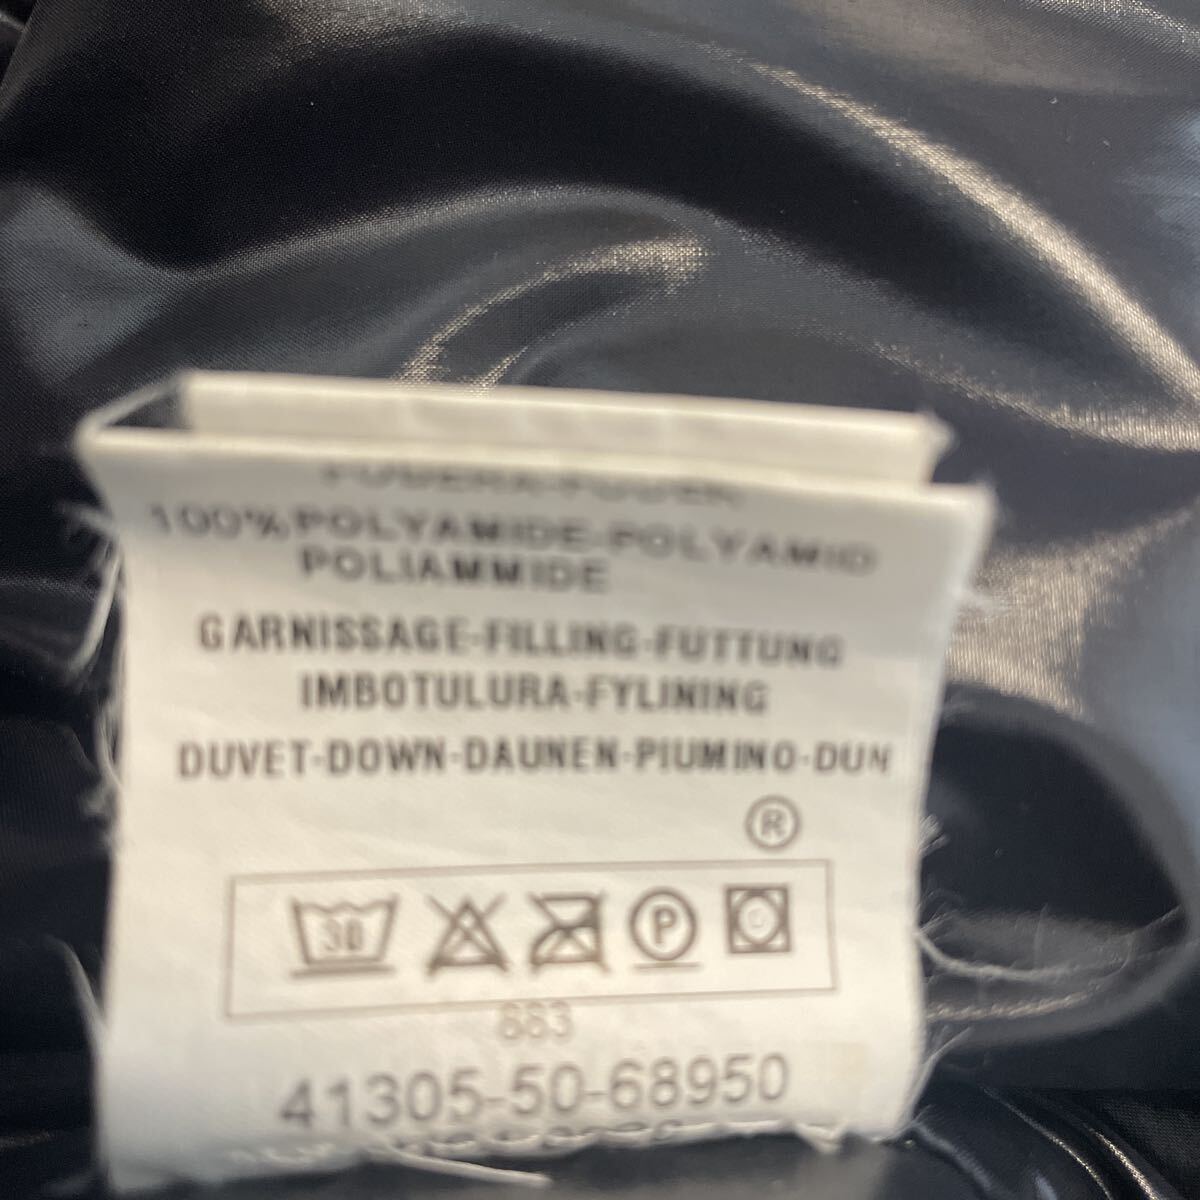 100%POLYAMIDE-POLYAMID
POLIAMMIDE
GARNISSAGE-FILLING-FUTTUNG
IMBOTULURA-FYLINING
DUVET-DOWN-DAUNEN-PIUMINO-DUN
®
30 P
883
41305-50-68950